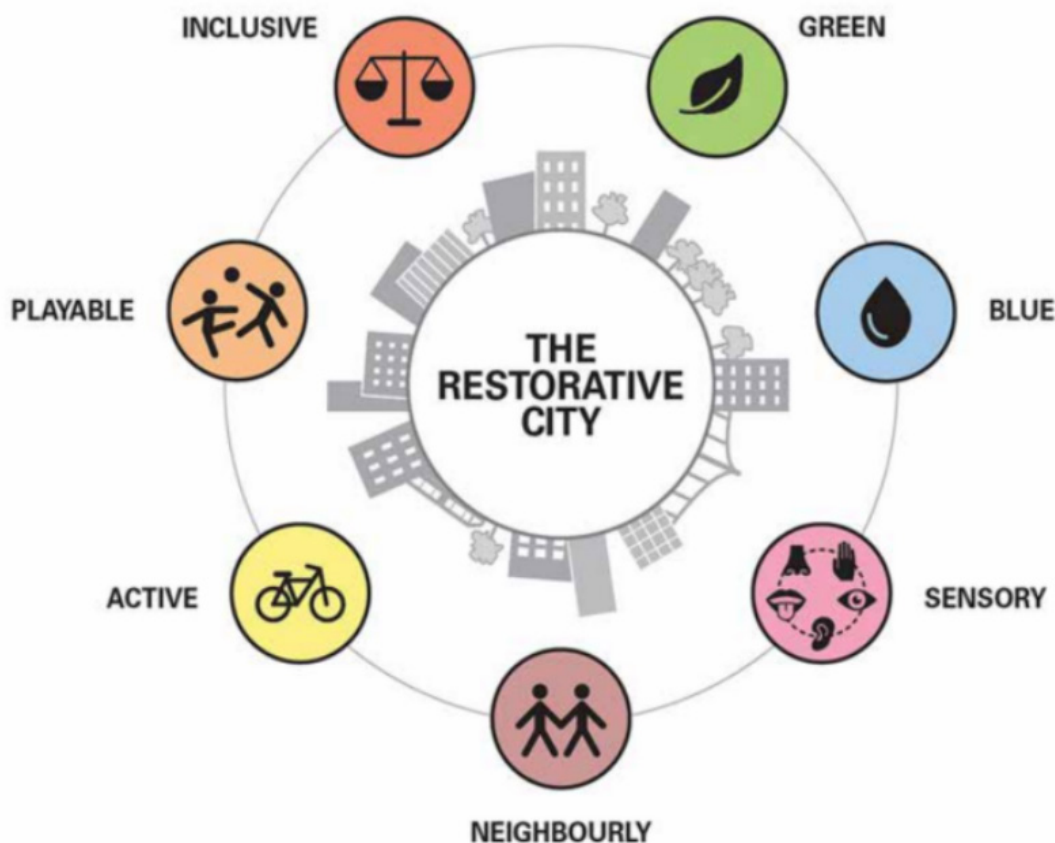 INCLUSIVE
GREEN
PLAYABLE
BLUE
THE
RESTORATIVE
CITY
ACTIVE
SENSORY
NEIGHBOURLY